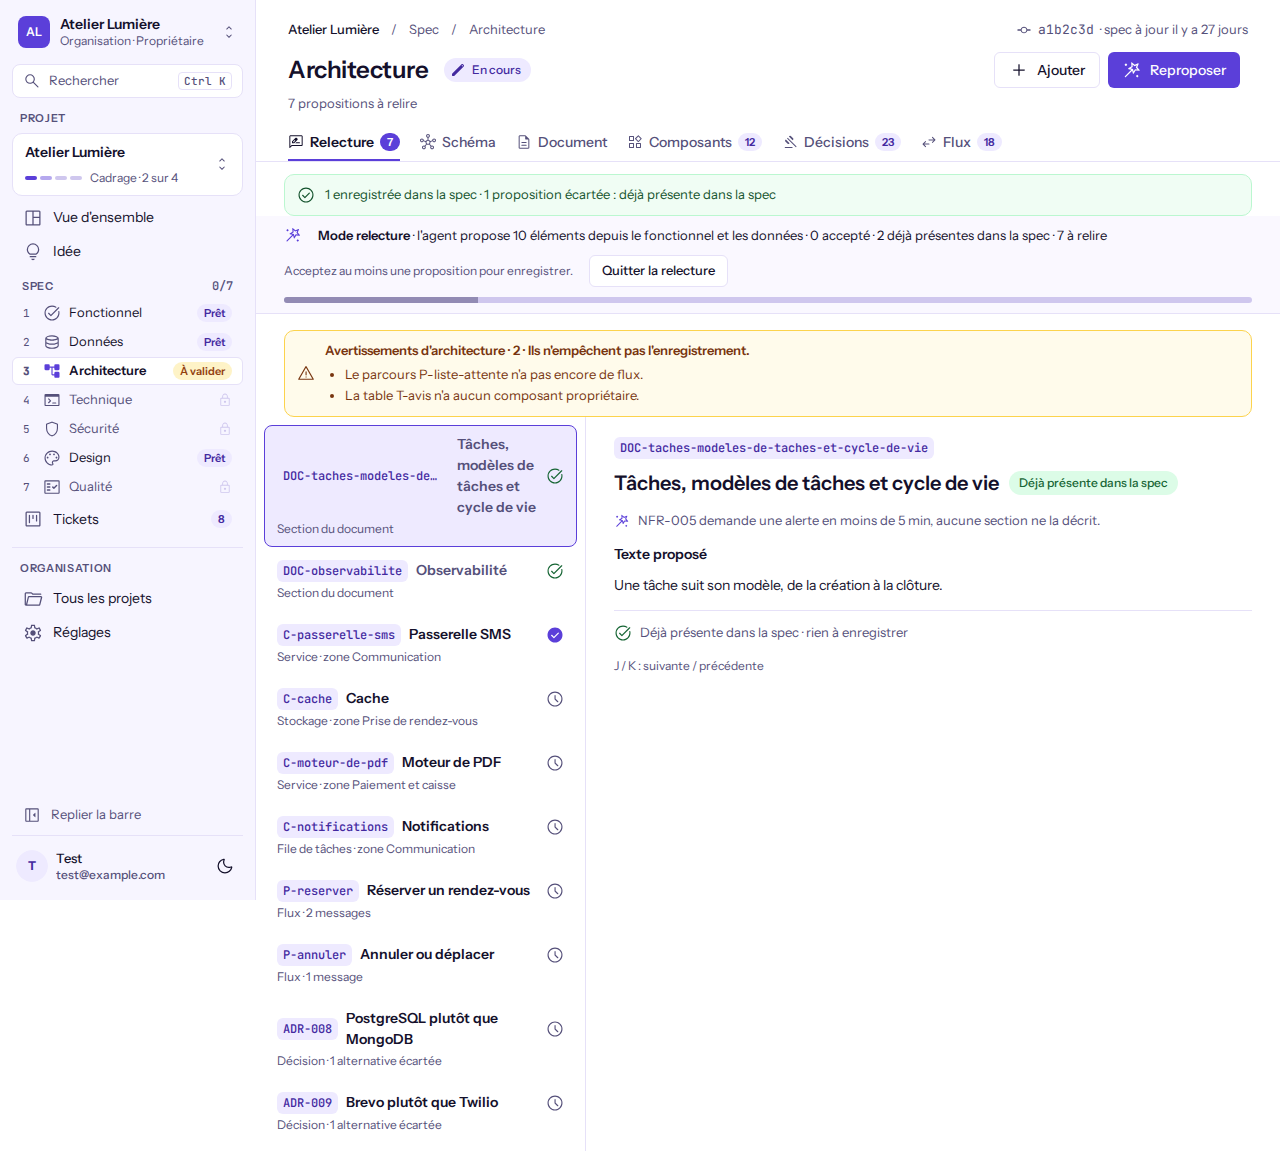 AL
Atelier Lumière
Organisation · Propriétaire
Rechercher
Ctrl K
PROJET
Atelier Lumière
Cadrage · 2 sur 4
Vue d'ensemble
Idée
SPEC 0/7
1 Fonctionnel Prêt
2 Données Prêt
3 Architecture À valider
4 Technique
5 Sécurité
6 Design Prêt
7 Qualité
Tickets 8
ORGANISATION
Tous les projets
Réglages
Replier la barre
T
Test
test@example.com
Atelier Lumière / Spec / Architecture
a1b2c3d · spec à jour il y a 27 jours
Architecture
En cours
Ajouter
Reproposer
7 propositions à relire
Relecture 7
Schéma
Document
Composants 12
Décisions 23
Flux 18
1 enregistrée dans la spec · 1 proposition écartée : déjà présente dans la spec
Mode relecture · l'agent propose 10 éléments depuis le fonctionnel et les données · 0 accepté · 2 déjà présentes dans la spec · 7 à relire
Acceptez au moins une proposition pour enregistrer.
Quitter la relecture
Avertissements d'architecture · 2 · Ils n'empêchent pas l'enregistrement.
• Le parcours P-liste-attente n'a pas encore de flux.
• La table T-avis n'a aucun composant propriétaire.
DOC-taches-modeles-de…
Tâches,
modèles de
tâches et
cycle de vie
Section du document
DOC-observabilite Observabilité
Section du document
C-passerelle-sms Passerelle SMS
Service · zone Communication
C-cache Cache
Stockage · zone Prise de rendez-vous
C-moteur-de-pdf Moteur de PDF
Service · zone Paiement et caisse
C-notifications Notifications
File de tâches · zone Communication
P-reserver Réserver un rendez-vous
Flux · 2 messages
P-annuler Annuler ou déplacer
Flux · 1 message
ADR-008 PostgreSQL plutôt que
MongoDB
Décision · 1 alternative écartée
ADR-009 Brevo plutôt que Twilio
Décision · 1 alternative écartée
DOC-taches-modeles-de-taches-et-cycle-de-vie
Tâches, modèles de tâches et cycle de vie
Déjà présente dans la spec
NFR-005 demande une alerte en moins de 5 min, aucune section ne la décrit.
Texte proposé
Une tâche suit son modèle, de la création à la clôture.
Déjà présente dans la spec · rien à enregistrer
J / K : suivante / précédente